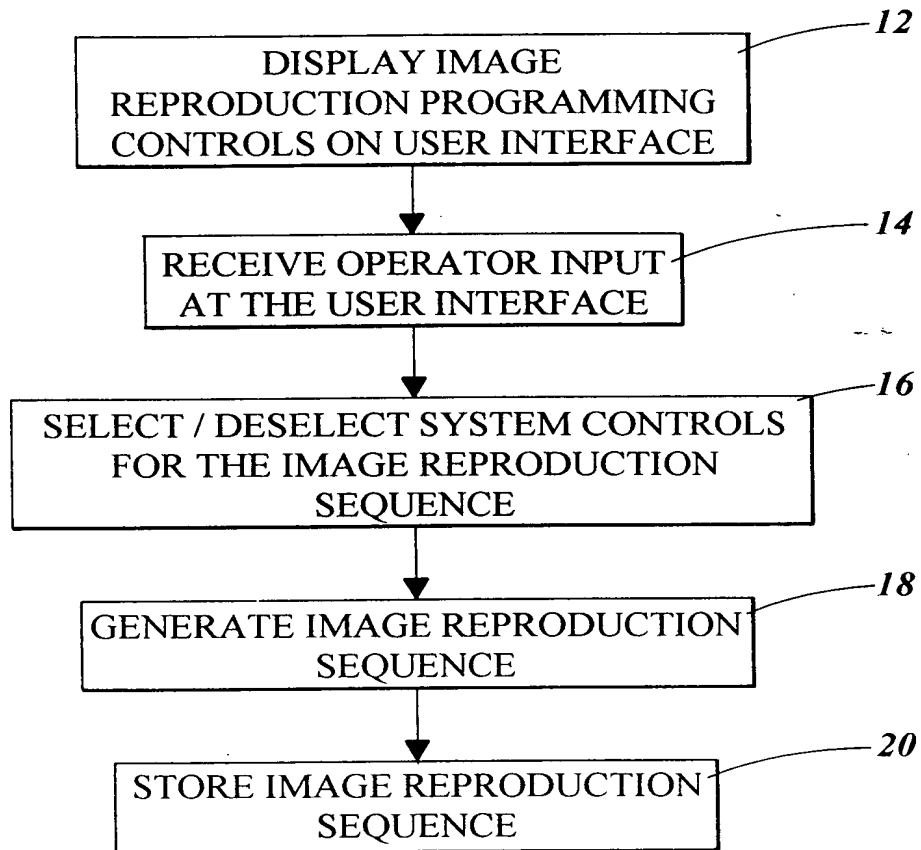 12
DISPLAY IMAGE
REPRODUCTION PROGRAMMING
CONTROLS ON USER INTERFACE
14
RECEIVE OPERATOR INPUT
AT THE USER INTERFACE
16
SELECT / DESELECT SYSTEM CONTROLS
FOR THE IMAGE REPRODUCTION
SEQUENCE
18
GENERATE IMAGE REPRODUCTION
SEQUENCE
20
STORE IMAGE REPRODUCTION
SEQUENCE